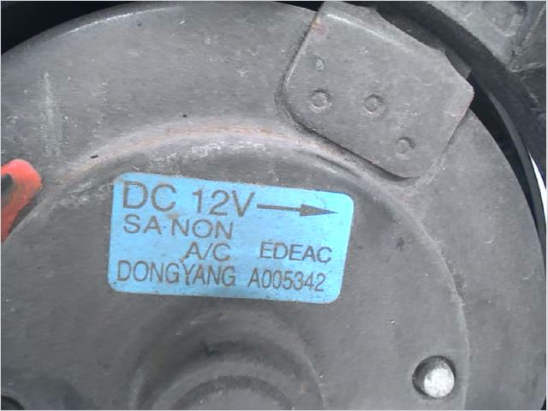 DC 12V
SA NON
A/C EDEAC
DONGYANG A005342